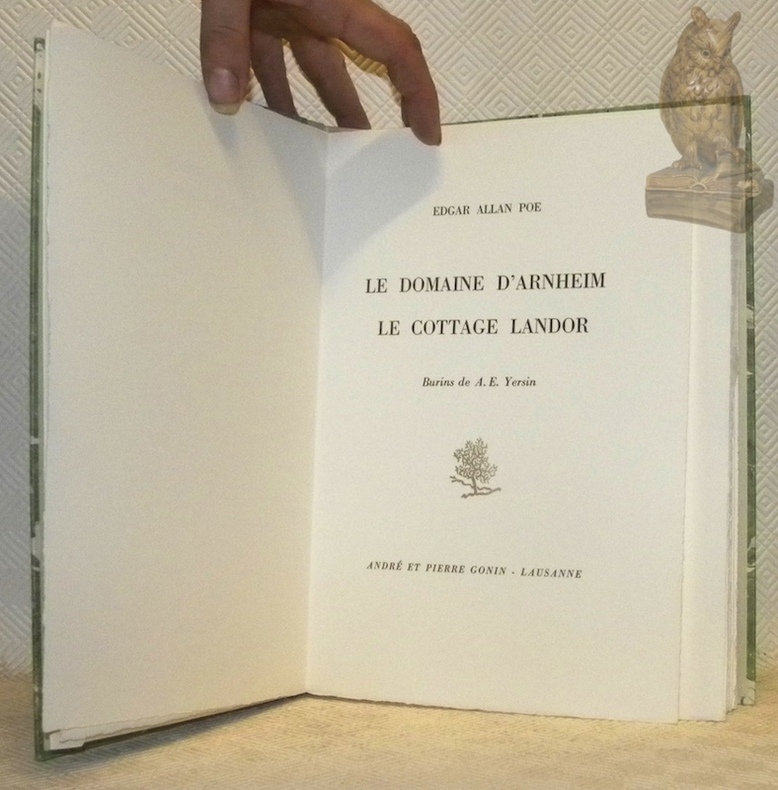 EDGAR ALLAN POE
LE DOMAINE D'ARNHEIM
LE COTTAGE LANDOR
Burins de A. E. Yersin
ANDRÉ ET PIERRE GONIN - LAUSANNE